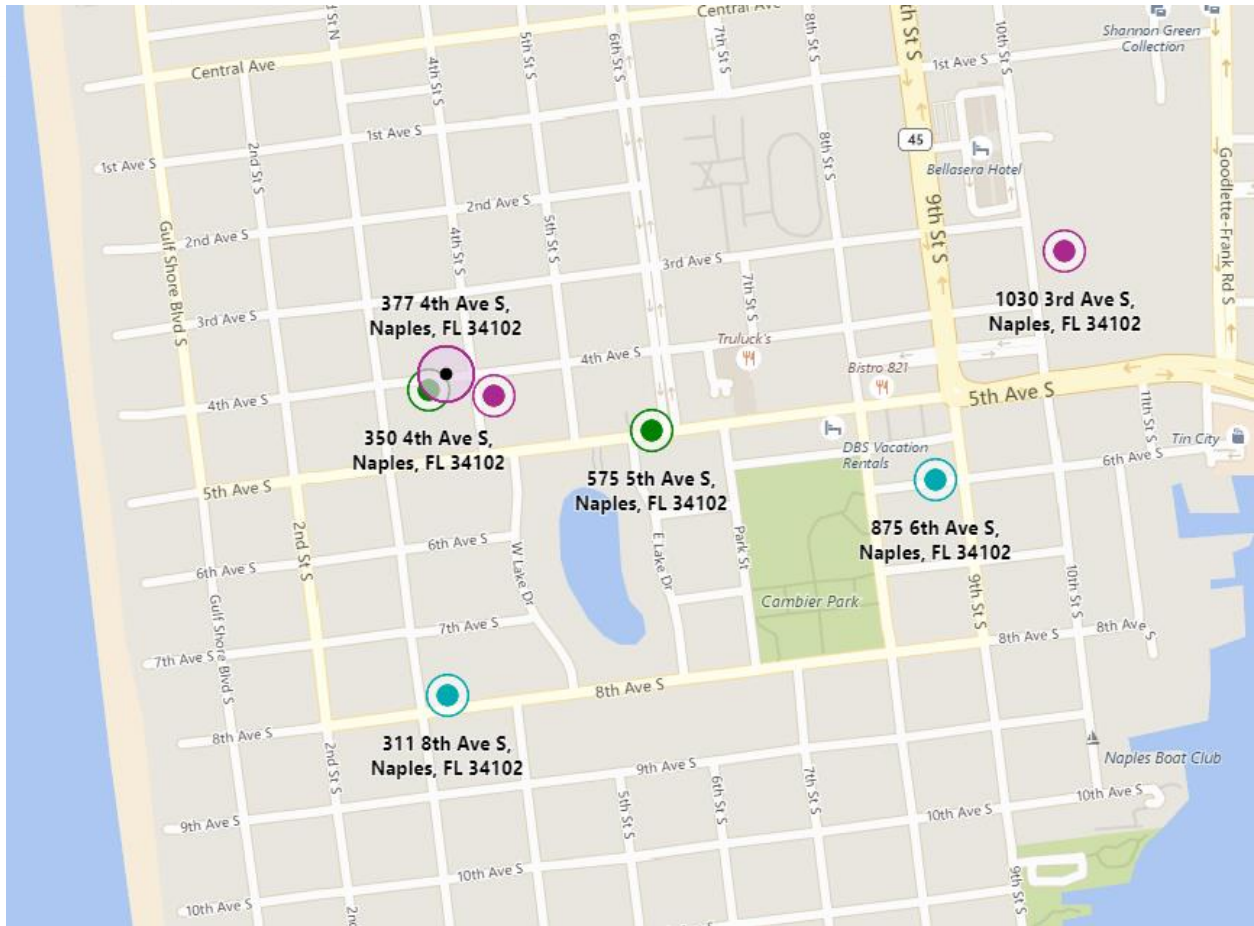 Central Ave
Shannon Green
Collection
3rd St N
4th St S
5th St S
6th St S
7th St S
8th St S
9th St S
10th St S
1st Ave S
Central Ave
1st Ave S
1st Ave S
45
Bellasera Hotel
Goodlette-Frank Rd S
2nd St S
8th St S
2nd Ave S
5th St S
9th St S
Gulf Shore Blvd S
2nd Ave S
4th St S
3rd Ave S
7th St S
377 4th Ave S,
Naples, FL 34102
1030 3rd Ave S,
Naples, FL 34102
3rd Ave S
Truluck's
4th Ave S
Bistro 821
4th Ave S
5th Ave S
11th St S
350 4th Ave S,
Naples, FL 34102
DBS Vacation
Rentals
Tin City
6th Ave S
575 5th Ave S,
Naples, FL 34102
5th Ave S
875 6th Ave S,
Naples, FL 34102
2nd St S
6th Ave S
W Lake Dr
E Lake Dr
Park St
6th Ave S
Cambier Park
9th St S
10th St S
Gulf Shore Blvd S
7th Ave S
8th Ave S
8th Ave S
7th Ave S
8th Ave S
8th Ave S
311 8th Ave S,
Naples, FL 34102
2nd St S
9th Ave S
Naples Boat Club
5th St S
6th St S
7th St S
10th Ave S
9th Ave S
10th Ave S
10th Ave S
10th Ave S
9th St S
2nd